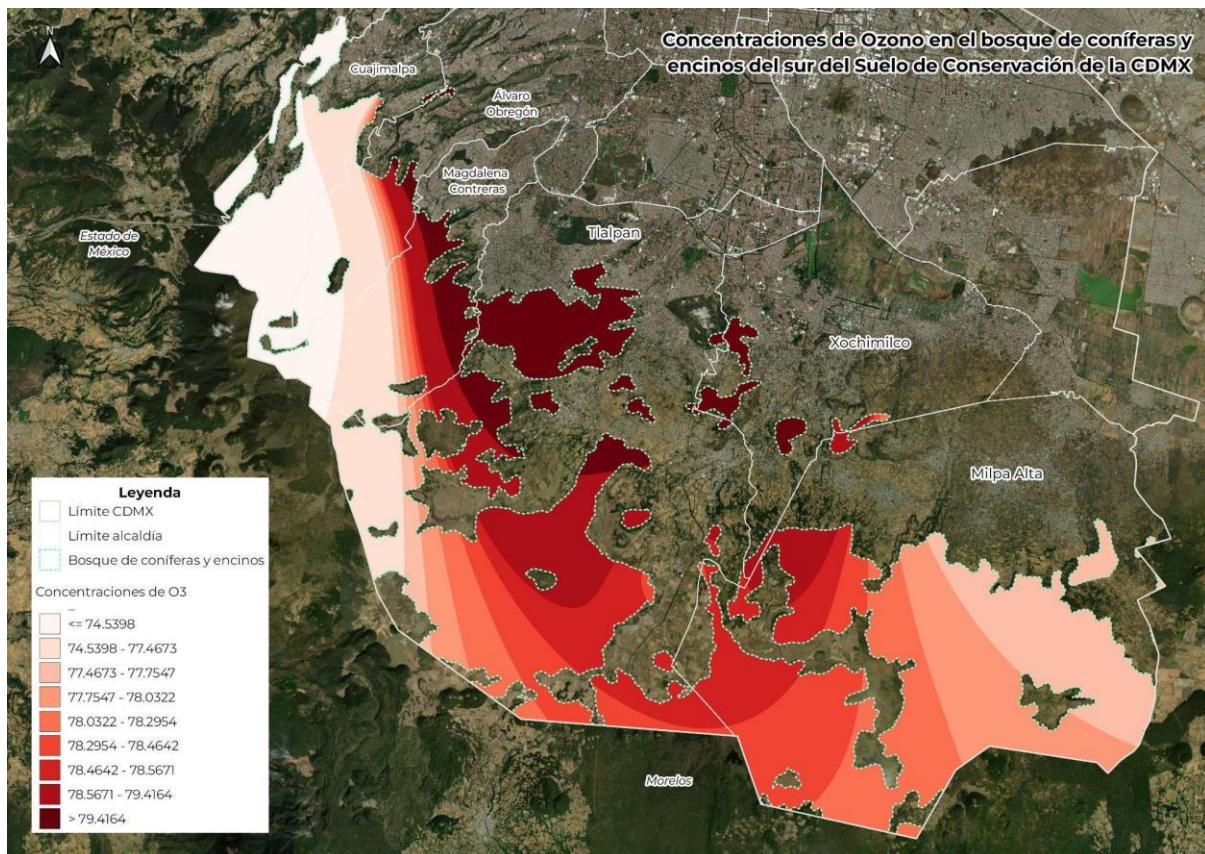 N
Concentraciones de Ozono en el bosque de coníferas y
encinos del sur del Suelo de Conservación de la CDMX
Cuajimalpa
Álvaro
Obregón
Magdalena
Contreras
Tlalpan
Estado de
México
Xochimilco
Milpa Alta
Morelos
Leyenda
Límite CDMX
Límite alcaldía
Bosque de coníferas y encinos
Concentraciones de O3
_
<= 74.5398
74.5398 - 77.4673
77.4673 - 77.7547
77.7547 - 78.0322
78.0322 - 78.2954
78.2954 - 78.4642
78.4642 - 78.5671
78.5671 - 79.4164
> 79.4164